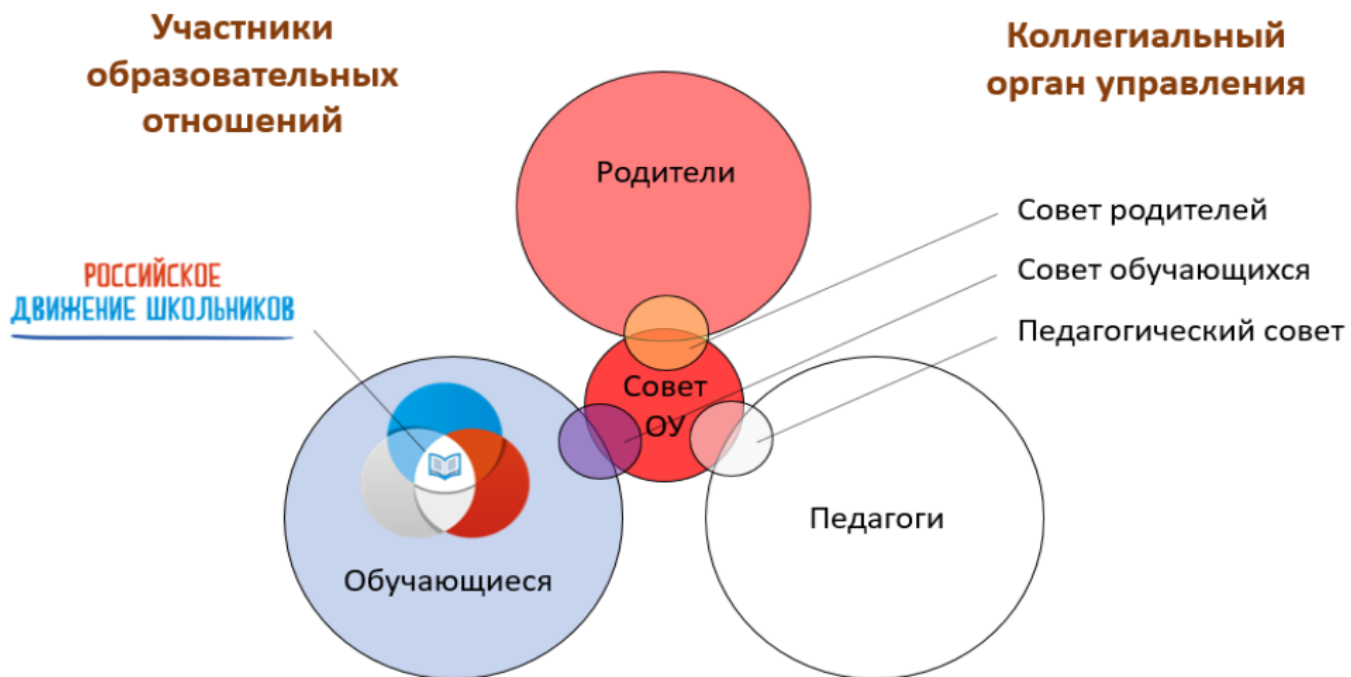 Участники
образовательных
отношений
Коллегиальный
орган управления
Родители
Совет родителей
Совет обучающихся
Педагогический совет
РОССИЙСКОЕ
ДВИЖЕНИЕ ШКОЛЬНИКОВ
Совет
ОУ
Педагоги
Обучающиеся